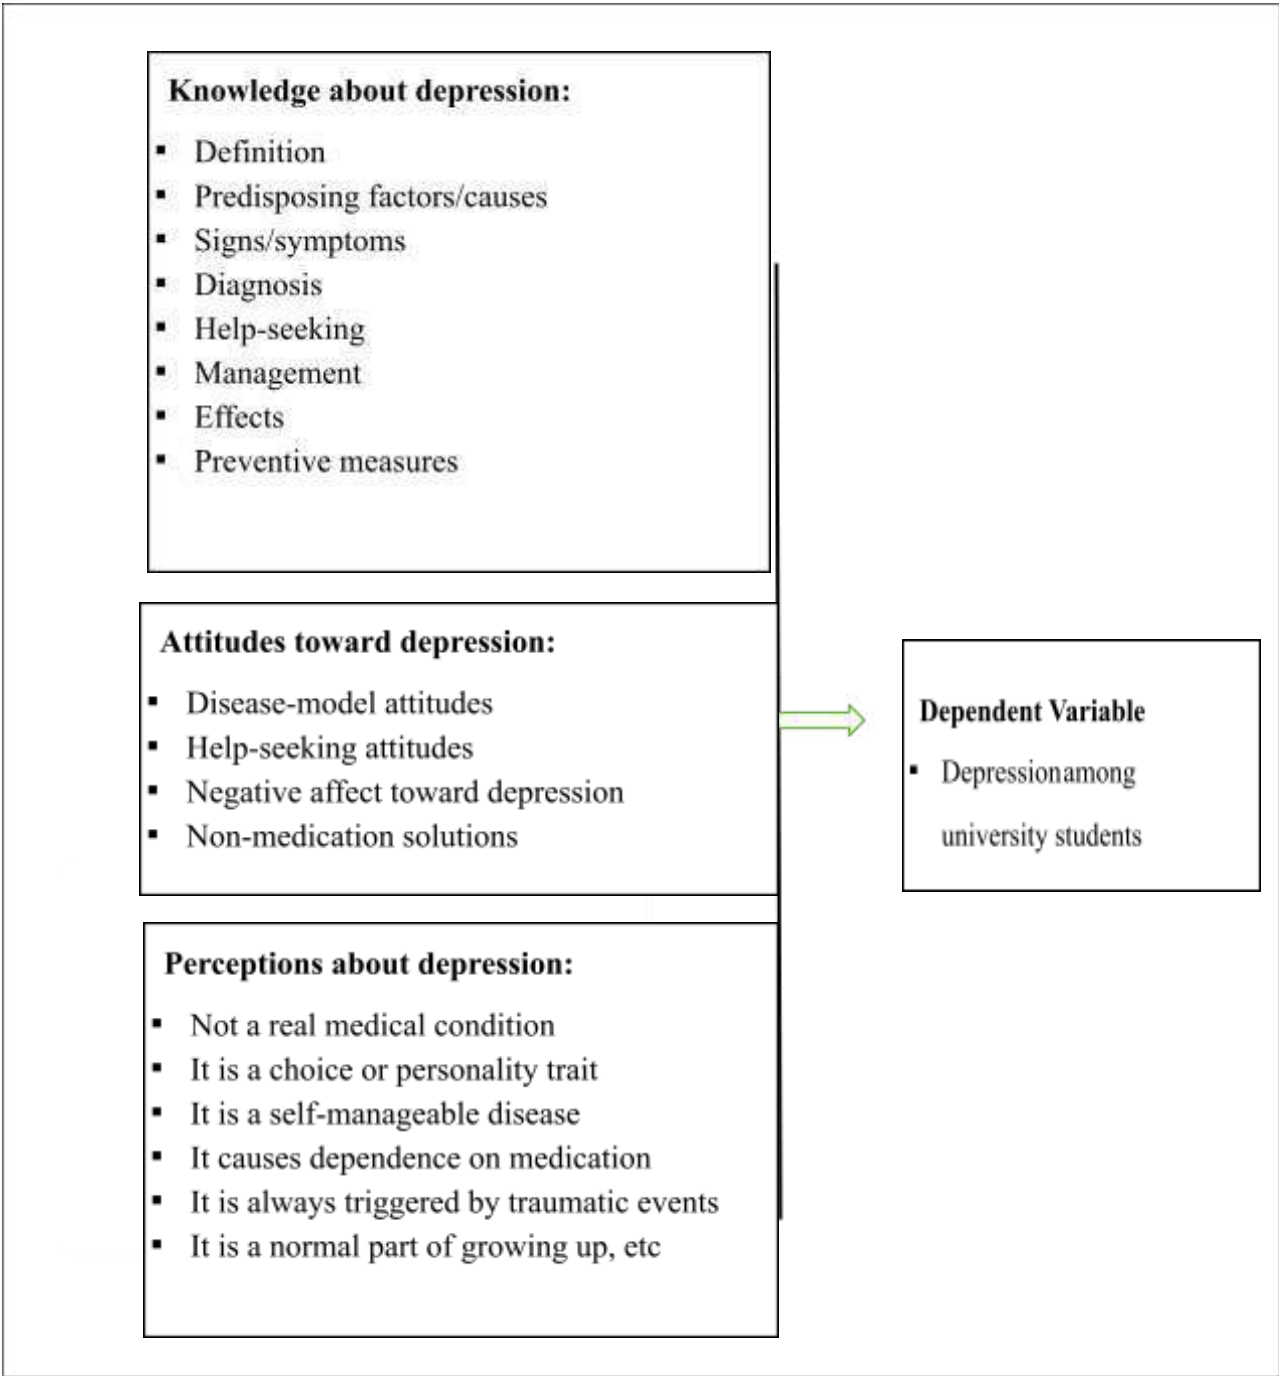 Knowledge about depression:
▪ Definition
▪ Predisposing factors/causes
▪ Signs/symptoms
▪ Diagnosis
▪ Help-seeking
▪ Management
▪ Effects
▪ Preventive measures
Attitudes toward depression:
▪ Disease-model attitudes
▪ Help-seeking attitudes
▪ Negative affect toward depression
▪ Non-medication solutions
Dependent Variable
▪ Depressionamong
university students
Perceptions about depression:
▪ Not a real medical condition
▪ It is a choice or personality trait
▪ It is a self-manageable disease
▪ It causes dependence on medication
▪ It is always triggered by traumatic events
▪ It is a normal part of growing up, etc